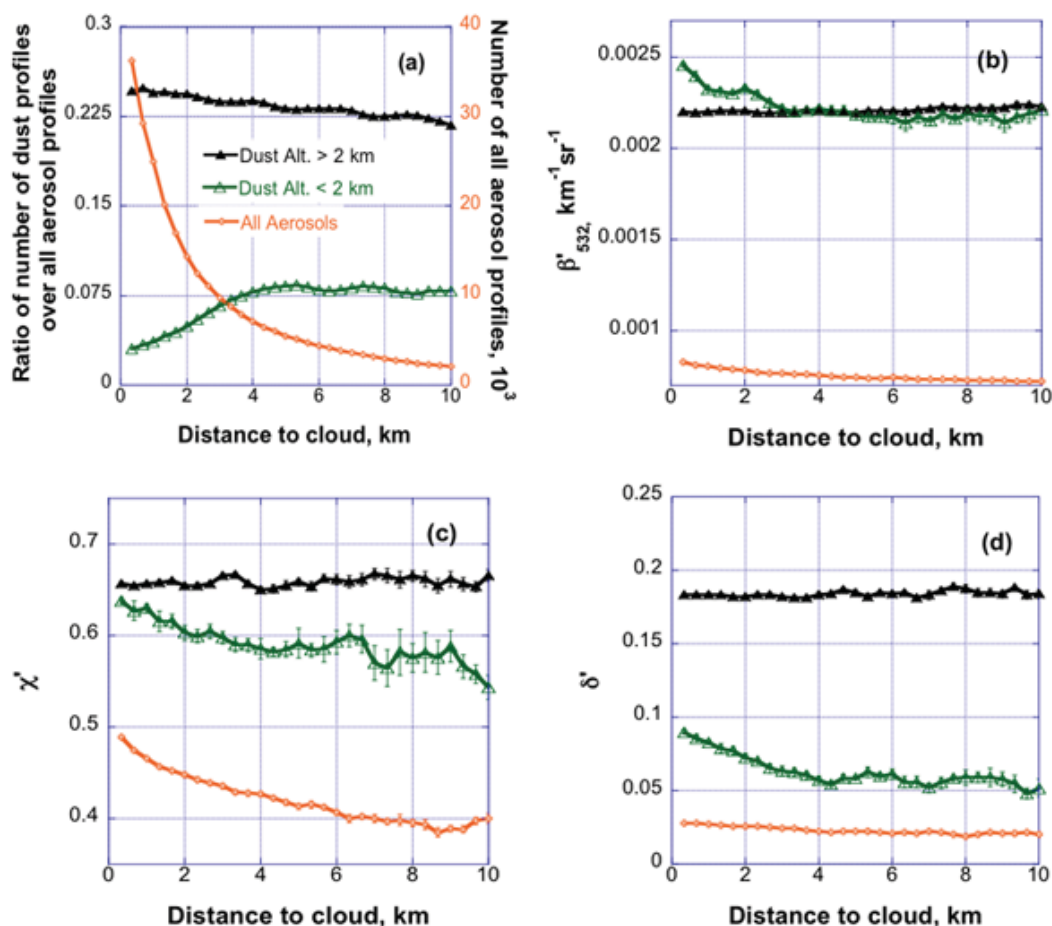 Ratio of number of dust profiles
over all aerosol profiles
0.3
0.225
0.15
0.075
0
(a)
Dust Alt. > 2 km
Dust Alt. < 2 km
All Aerosols
40
30
20
10
0
Number of all aerosol profiles, 10³
0 2 4 6 8 10
Distance to cloud, km
β'532, km⁻¹sr⁻¹
0.0025
0.002
0.0015
0.001
(b)
0 2 4 6 8 10
Distance to cloud, km
χ'
0.7
0.6
0.5
0.4
(c)
0 2 4 6 8 10
Distance to cloud, km
δ'
0.25
0.2
0.15
0.1
0.05
0
(d)
0 2 4 6 8 10
Distance to cloud, km